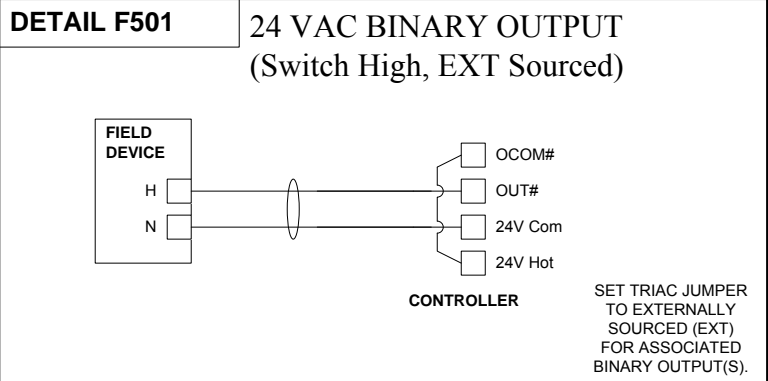 DETAIL F501
24 VAC BINARY OUTPUT
(Switch High, EXT Sourced)
FIELD
DEVICE
H
N
OCOM#
OUT#
24V Com
24V Hot
CONTROLLER
SET TRIAC JUMPER
TO EXTERNALLY
SOURCED (EXT)
FOR ASSOCIATED
BINARY OUTPUT(S).